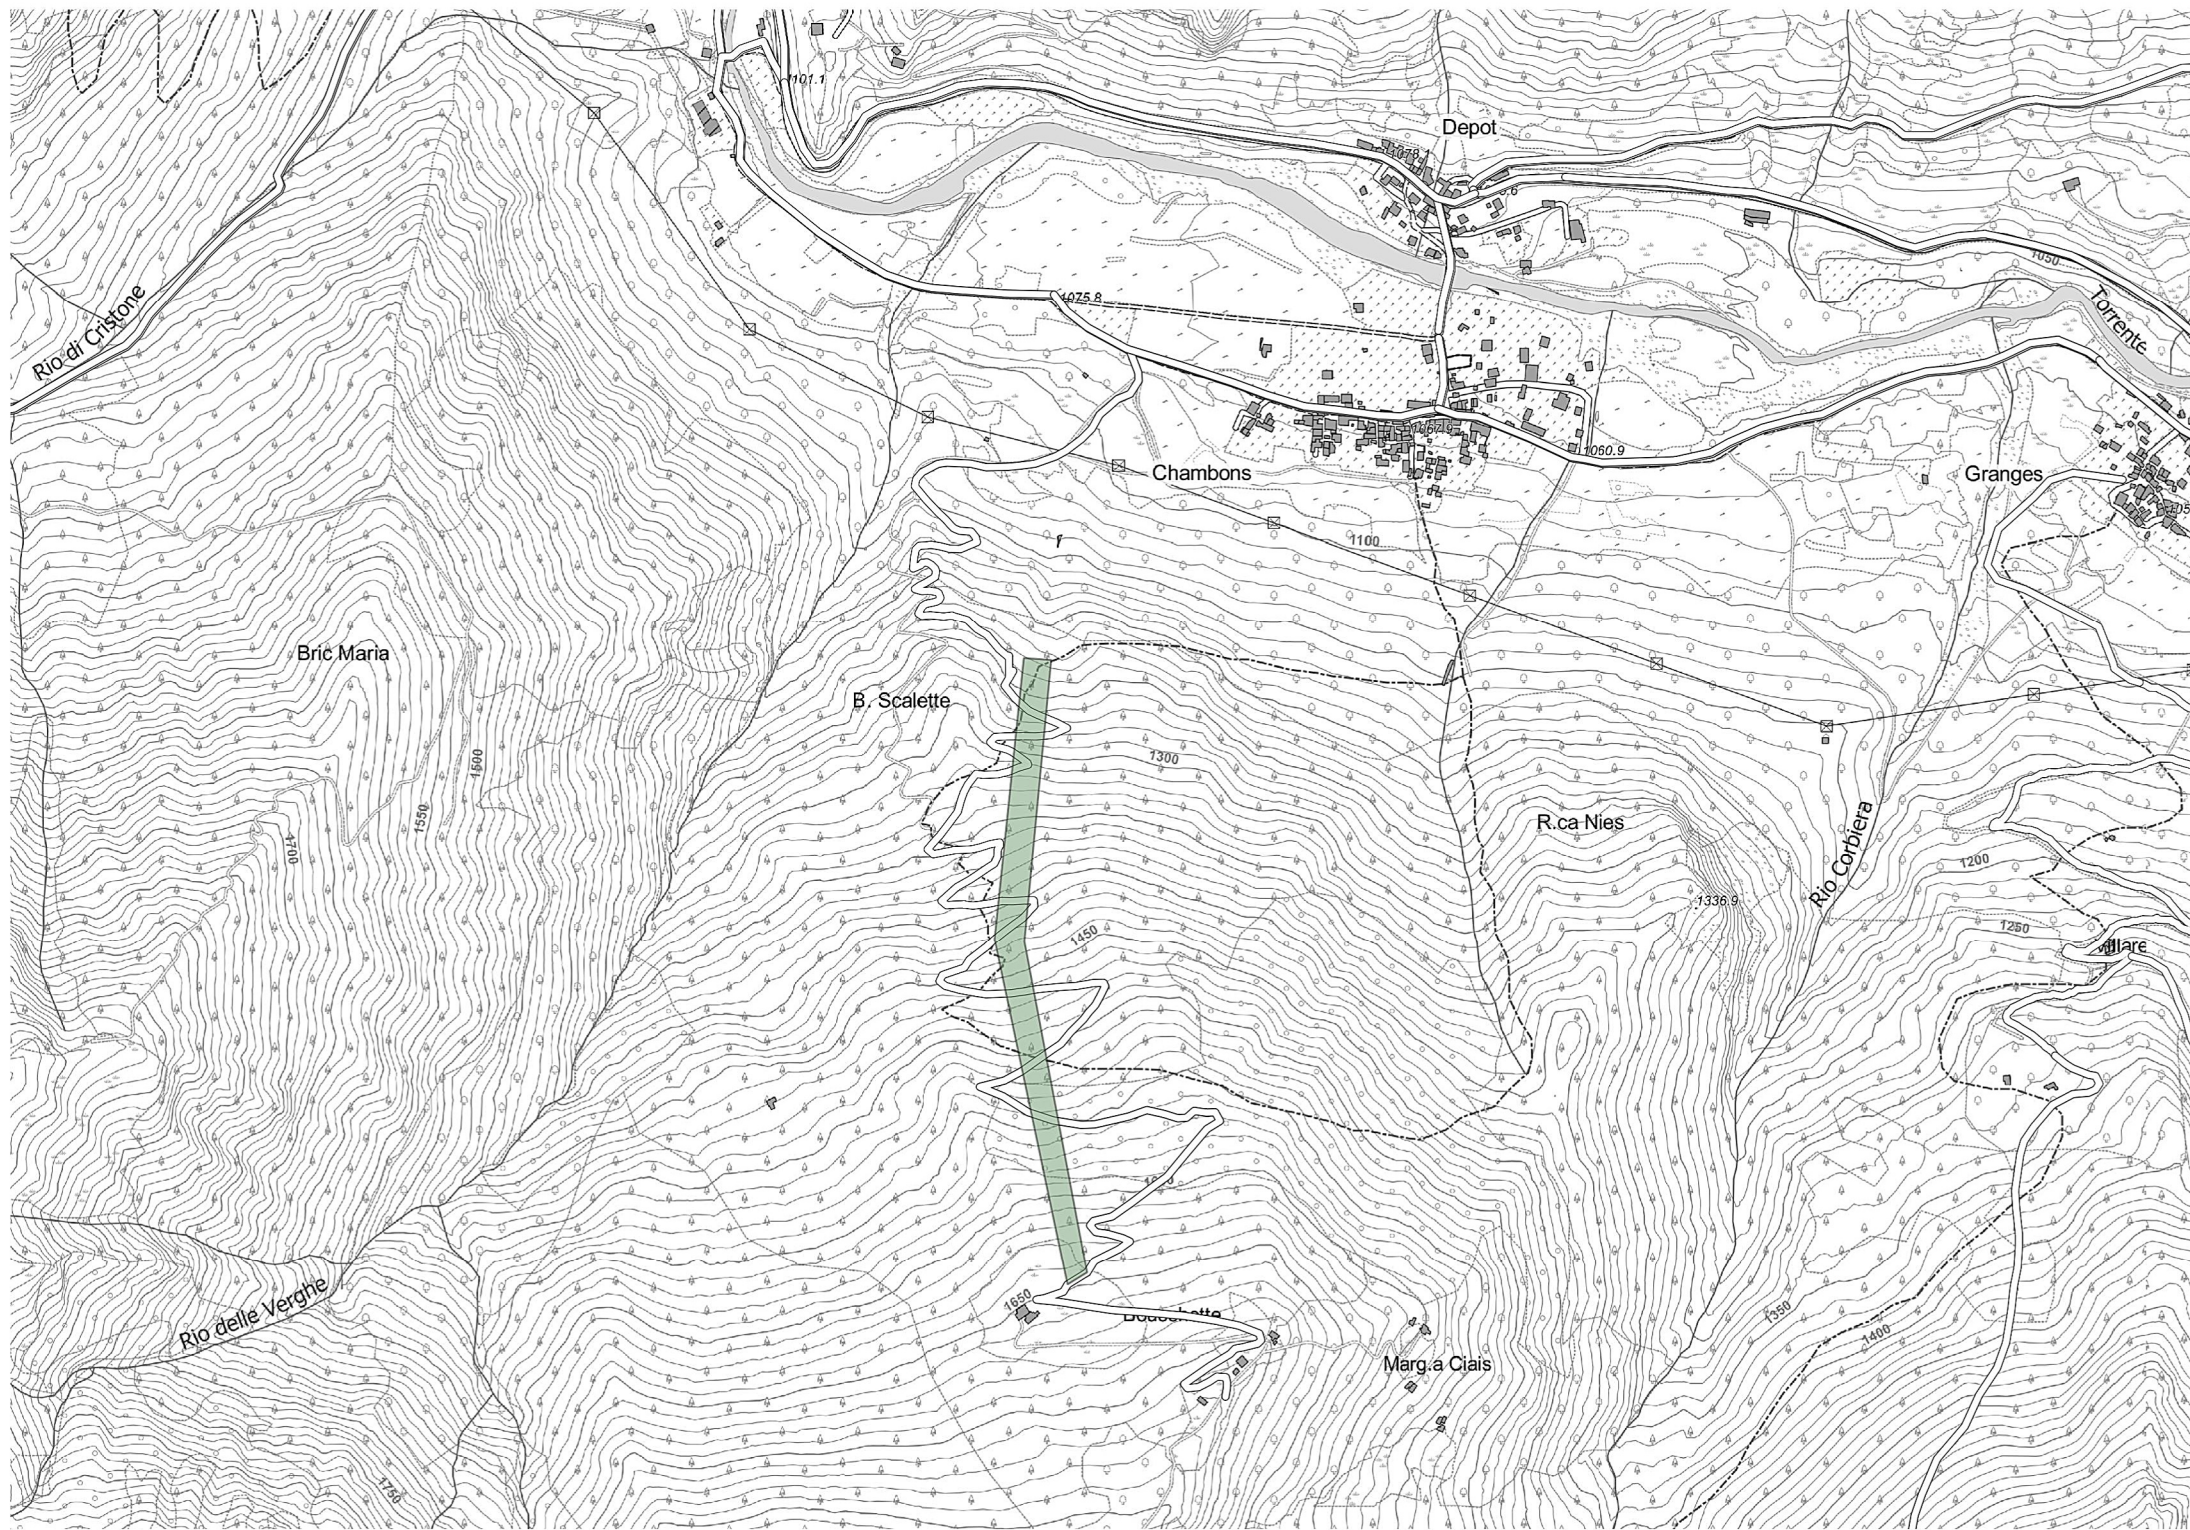 1101.1
Depot
Rio di Cristone
1075.8
1050
Torrente
1067.9
1060.9
Chambons
Granges
1100
Bric Maria
B. Scalette
1300
1500
1550
1700
R.ca Nies
Rio Corbiera
1200
1336.9
1450
1250
Rio delle Verghe
1650
1350
1400
Marg.a Ciais
1750